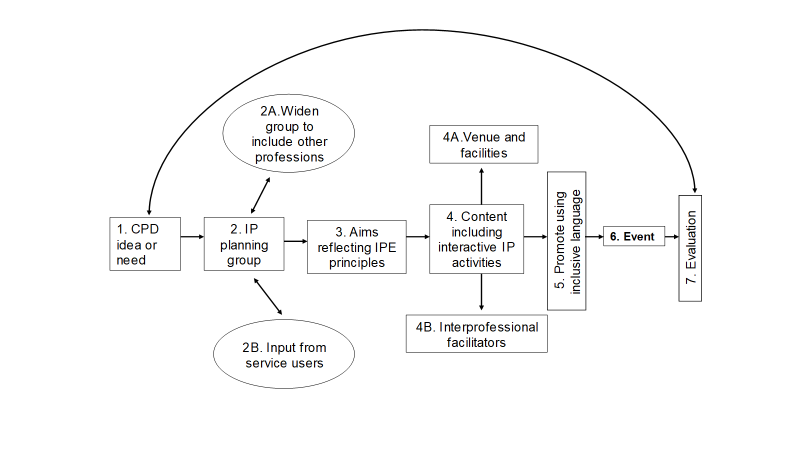 2A.Widen
group to
include other
professions
4A.Venue and
facilities
1. CPD
idea or
need
2. IP
planning
group
3. Aims
reflecting IPE
principles
4. Content
including
interactive IP
activities
5. Promote using
inclusive language
6. Event
7. Evaluation
2B. Input from
service users
4B. Interprofessional
facilitators